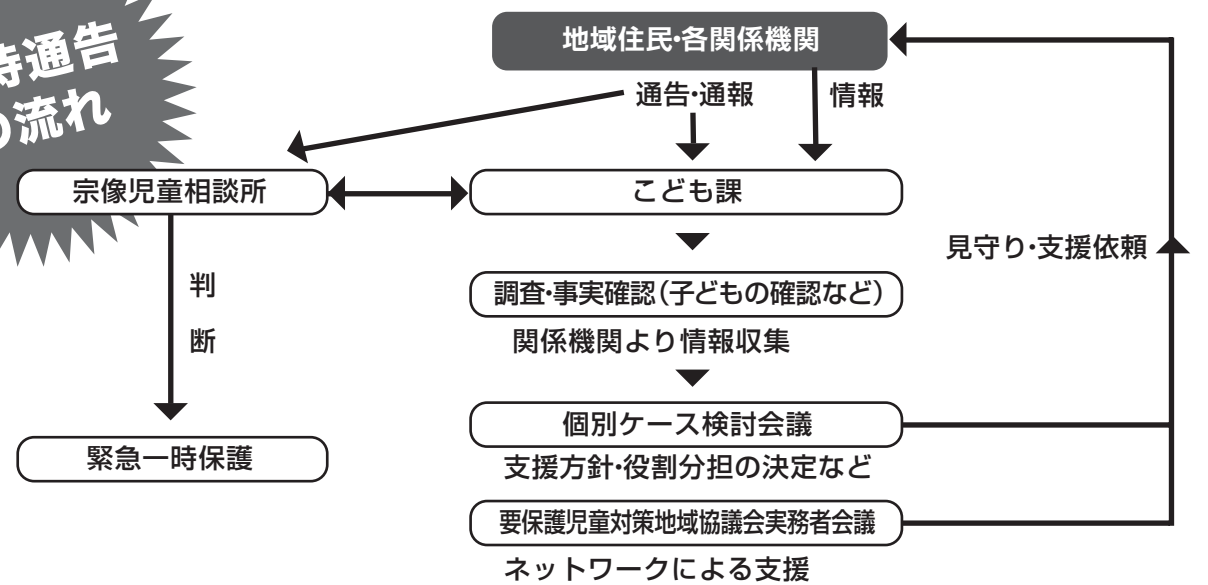 待通告
の流れ
地域住民・各関係機関
通告・通報
情報
宗像児童相談所
こども課
見守り・支援依頼
判
断
調査・事実確認（子どもの確認など）
関係機関より情報収集
個別ケース検討会議
緊急一時保護
支援方針・役割分担の決定など
要保護児童対策地域協議会実務者会議
ネットワークによる支援